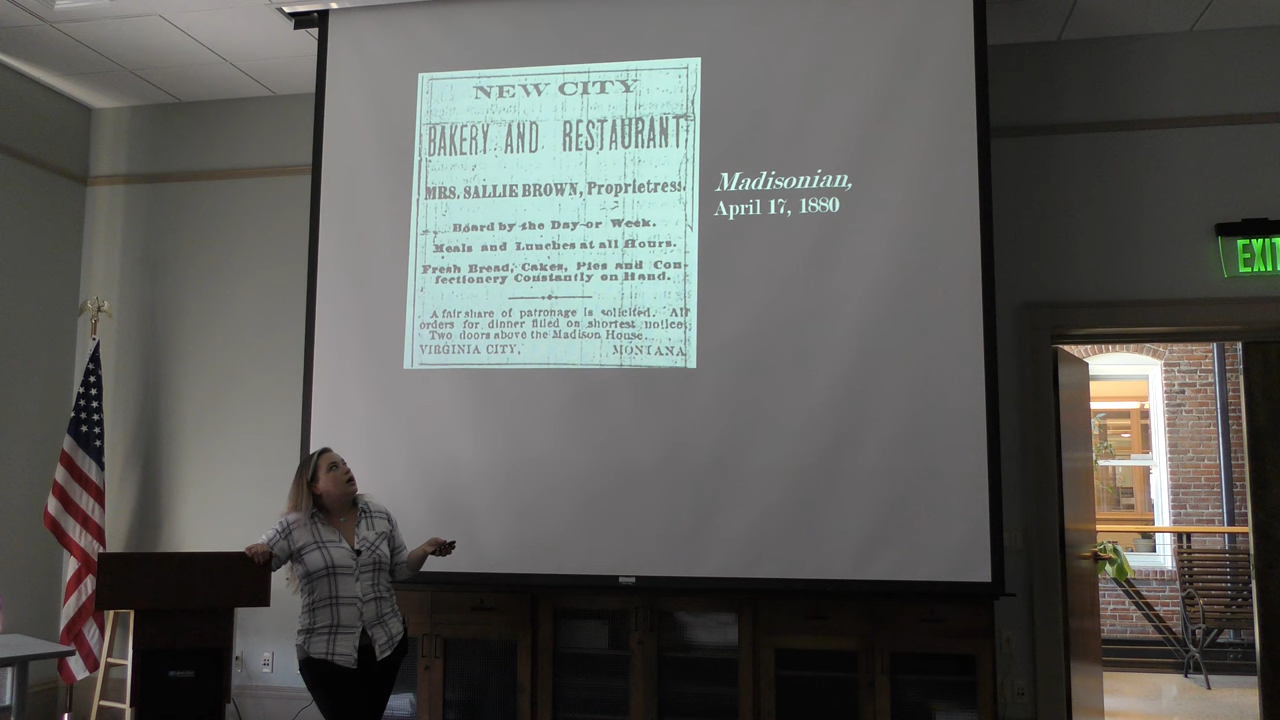 NEW CITY
BAKERY AND RESTAURANT
MRS. SALLIE BROWN, Proprietress.
Board by the Day or Week.
Meals and Lunches at all Hours.
Fresh Bread, Cakes, Pies and Con-
fectionery Constantly on Hand.
A fair share of patronage is solicited. All
orders for dinner filled on shortest notice.
Two doors above the Madison House.
VIRGINIA CITY, MONTANA
Madisonian,
April 17, 1880
EXIT